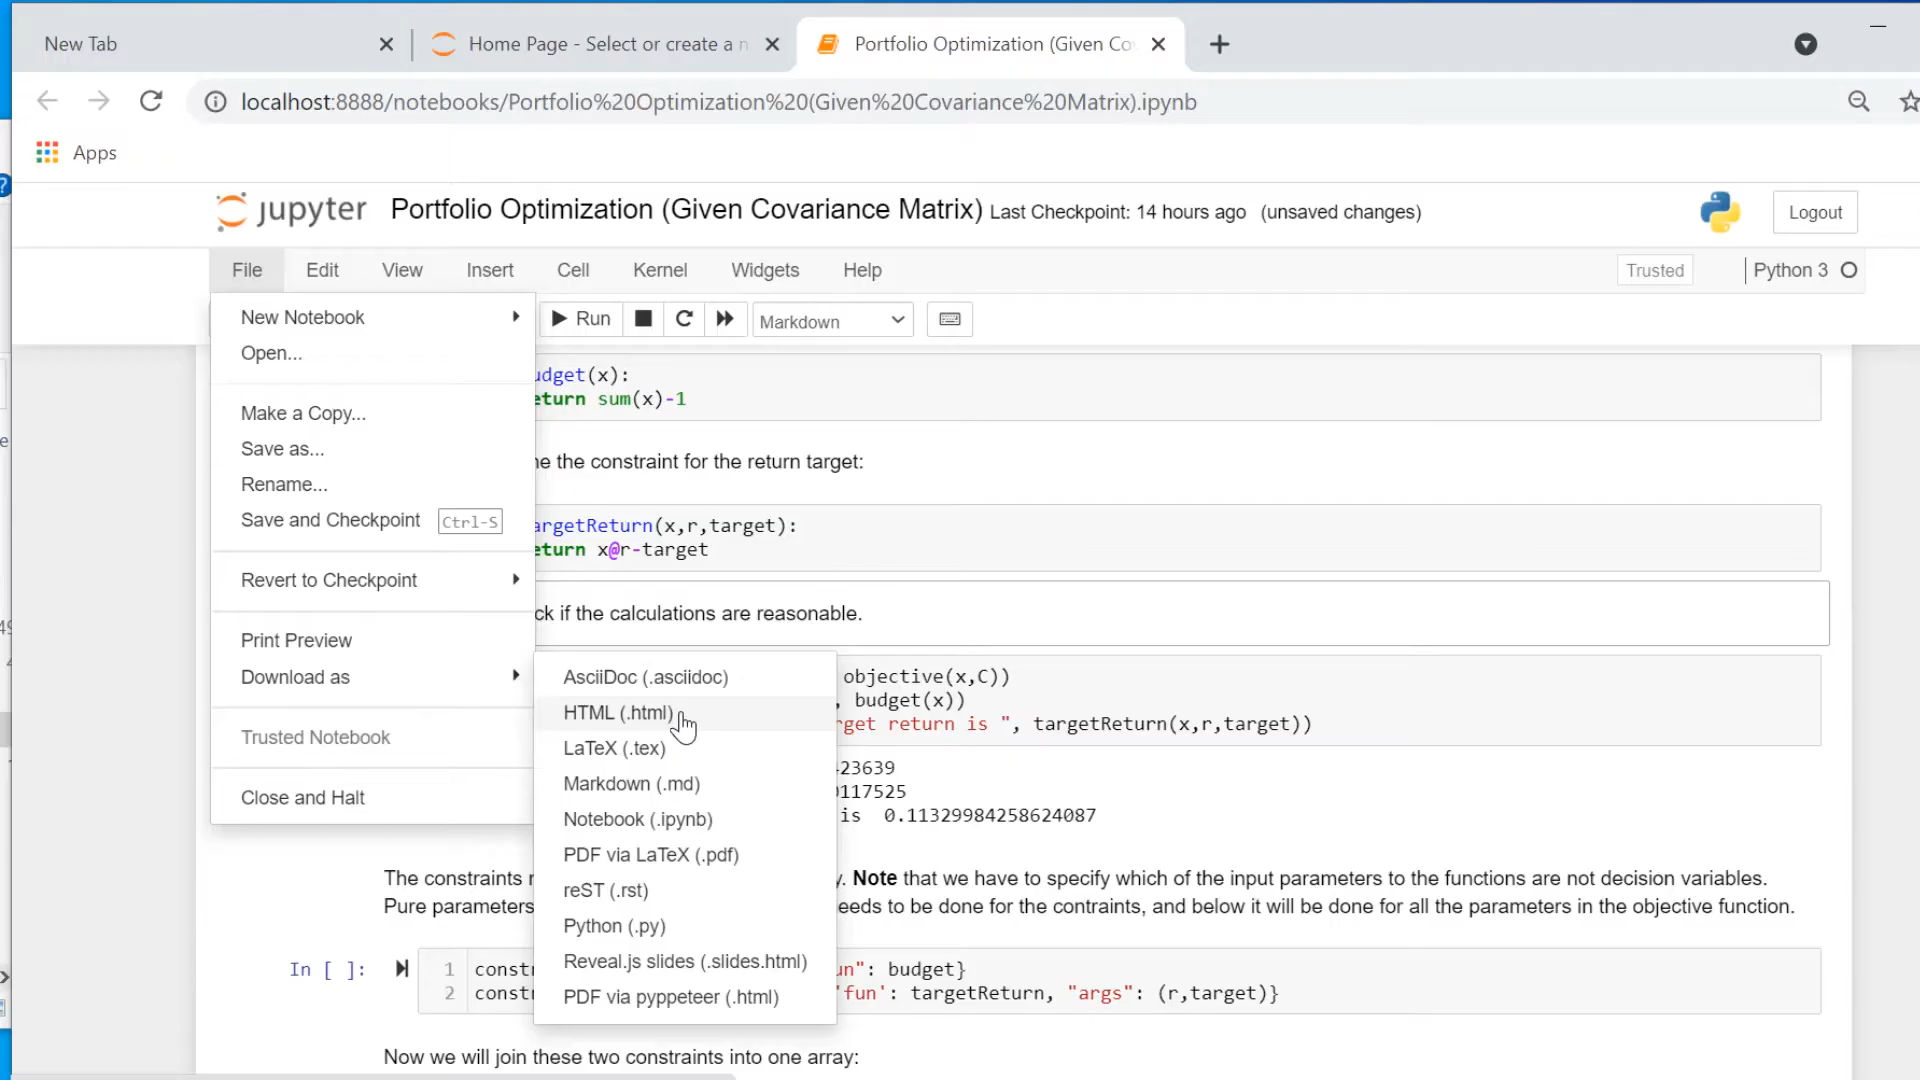 New Tab
Home Page - Select or create a n
Portfolio Optimization (Given Co
localhost:8888/notebooks/Portfolio%20Optimization%20(Given%20Covariance%20Matrix).ipynb
Apps
jupyter Portfolio Optimization (Given Covariance Matrix) Last Checkpoint: 14 hours ago (unsaved changes)
Logout
File Edit View Insert Cell Kernel Widgets Help
Trusted
Python 3
New Notebook
Open...
Make a Copy...
Save as...
Rename...
Save and Checkpoint Ctrl-S
Revert to Checkpoint
Print Preview
Download as
Trusted Notebook
Close and Halt
Run
Markdown
udget(x):
eturn sum(x)-1
ne the constraint for the return target:
argetReturn(x,r,target):
eturn x@r-target
ck if the calculations are reasonable.
AsciiDoc (.asciidoc)
HTML (.html)
LaTeX (.tex)
Markdown (.md)
Notebook (.ipynb)
PDF via LaTeX (.pdf)
reST (.rst)
Python (.py)
Reveal.js slides (.slides.html)
PDF via pyppeteer (.html)
objective(x,C))
, budget(x))
rget return is ", targetReturn(x,r,target))
423639
0117525
is 0.11329984258624087
The constraints
. Note that we have to specify which of the input parameters to the functions are not decision variables.
Pure parameters
eeds to be done for the contraints, and below it will be done for all the parameters in the objective function.
In [ ]:
1 constr
un": budget}
2 const
'fun': targetReturn, "args": (r,target)}
Now we will join these two constraints into one array: